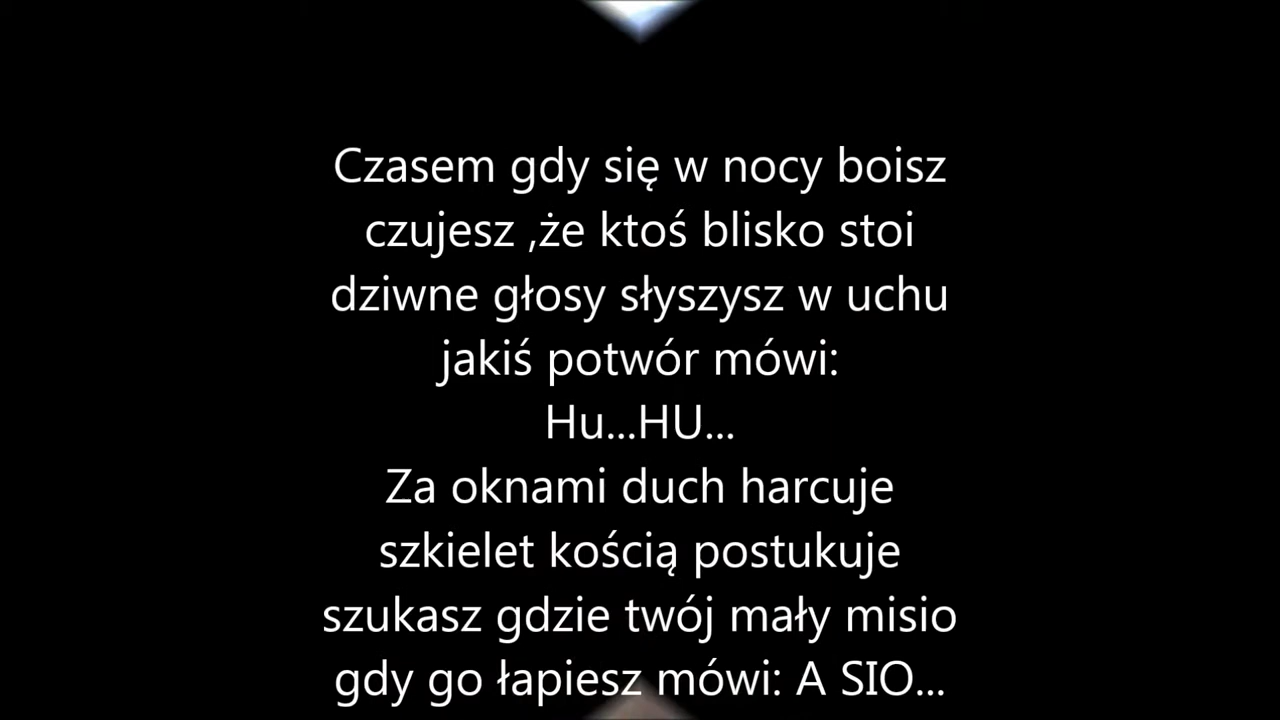 Czasem gdy się w nocy boisz
czujesz ,że ktoś blisko stoi
dziwne głosy słyszysz w uchu
jakiś potwór mówi:
Hu...HU...
Za oknami duch harcuje
szkielet kością postukuje
szukasz gdzie twój mały misio
gdy go łapiesz mówi: A SIO...